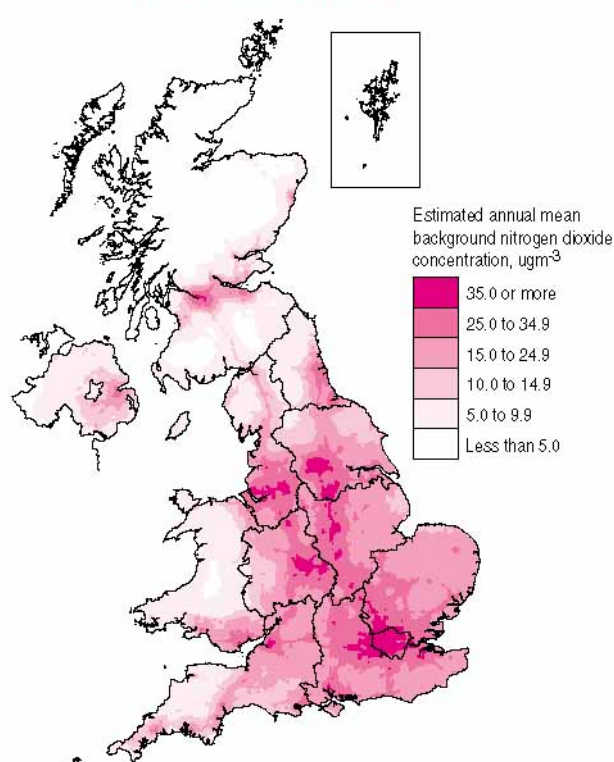 Estimated annual mean
background nitrogen dioxide
concentration, ugm-3
35.0 or more
25.0 to 34.9
15.0 to 24.9
10.0 to 14.9
5.0 to 9.9
Less than 5.0